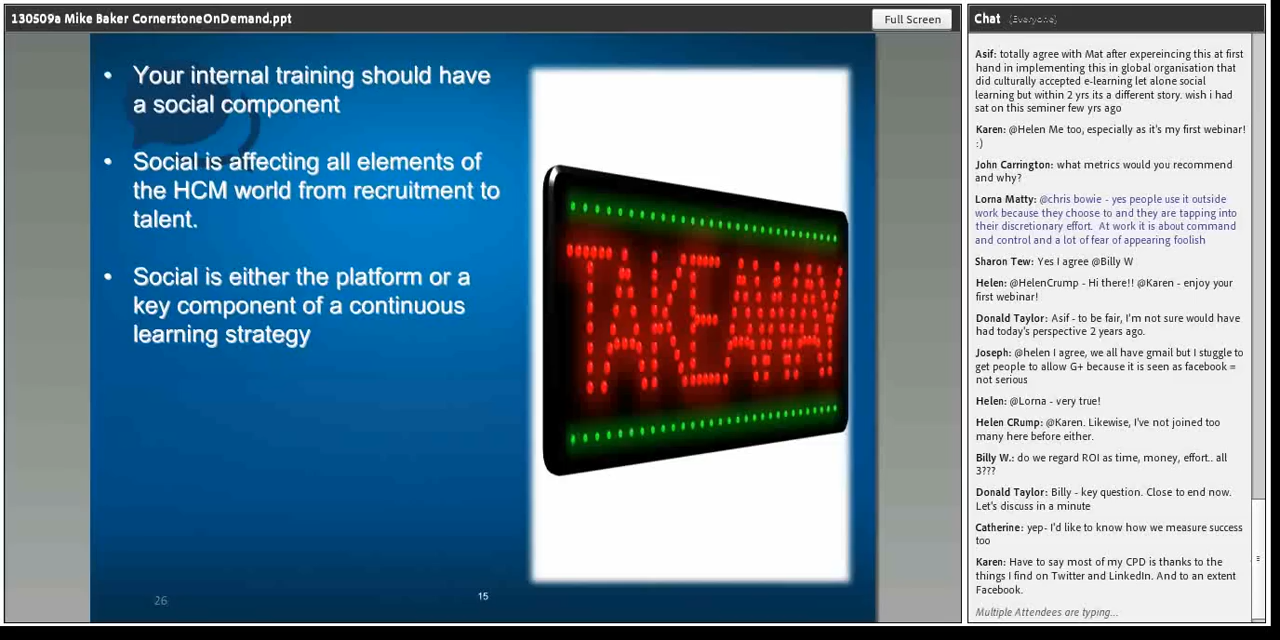 130509a Mike Baker CornerstoneOnDemand.ppt
Full Screen
• Your internal training should have
a social component
• Social is affecting all elements of
the HCM world from recruitment to
talent.
• Social is either the platform or a
key component of a continuous
learning strategy
TAKEAWAY
26
15
Chat (Everyone)
Asif: totally agree with Mat after expereincing this at first
hand in implementing this in global organisation that
did culturally accepted e-learning let alone social
learning but within 2 yrs its a different story. wish i had
sat on this seminer few yrs ago
Karen: @Helen Me too, especially as it's my first webinar!
:)
John Carrington: what metrics would you recommend
and why?
Lorna Matty: @chris bowie - yes people use it outside
work because they choose to and they are tapping into
their discretionary effort. At work it is about command
and control and a lot of fear of appearing foolish
Sharon Tew: Yes I agree @Billy W
Helen: @HelenCrump - Hi there!! @Karen - enjoy your
first webinar!
Donald Taylor: Asif - to be fair, I'm not sure would have
had today's perspective 2 years ago.
Joseph: @helen I agree, we all have gmail but I stuggle to
get people to allow G+ because it is seen as facebook =
not serious
Helen: @Lorna - very true!
Helen CRump: @Karen. Likewise, I've not joined too
many here before either.
Billy W.: do we regard ROI as time, money, effort.. all
3???
Donald Taylor: Billy - key question. Close to end now.
Let's discuss in a minute
Catherine: yep- I'd like to know how we measure success
too
Karen: Have to say most of my CPD is thanks to the
things I find on Twitter and LinkedIn. And to an extent
Facebook.
Multiple Attendees are typing...